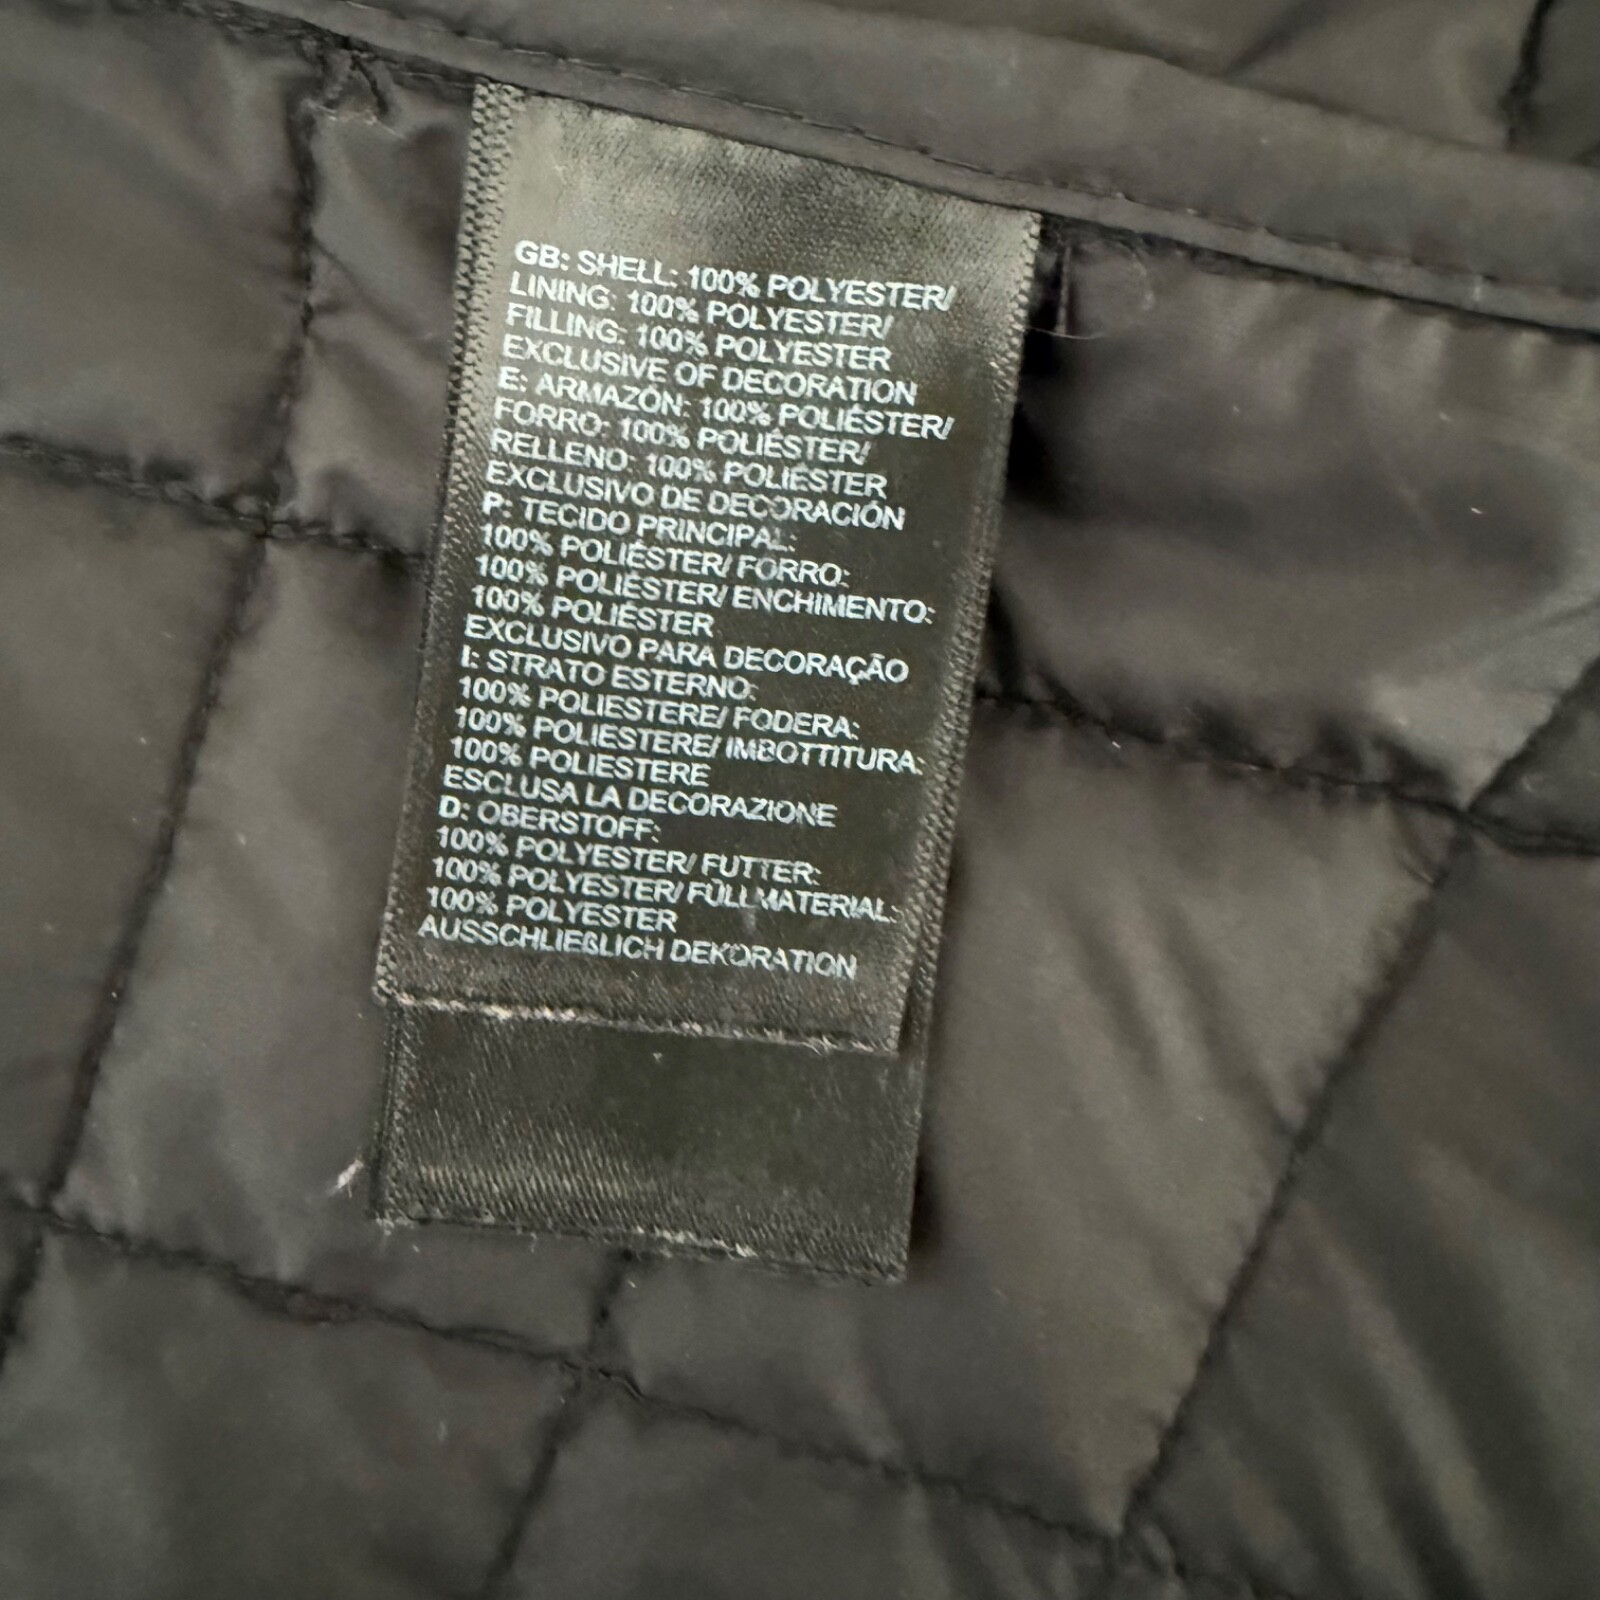 GB: SHELL: 100% POLYESTER/
LINING: 100% POLYESTER/
FILLING: 100% POLYESTER
EXCLUSIVE OF DECORATION
E: ARMAZÓN: 100% POLIÉSTER/
FORRO: 100% POLIÉSTER/
RELLENO: 100% POLIÉSTER
EXCLUSIVO DE DECORACIÓN
P: TECIDO PRINCIPAL:
100% POLIÉSTER/ FORRO:
100% POLIÉSTER/ ENCHIMENTO:
100% POLIÉSTER
EXCLUSIVO PARA DECORAÇÃO
I: STRATO ESTERNO:
100% POLIESTERE/ FODERA:
100% POLIESTERE/ IMBOTTITURA:
100% POLIESTERE
ESCLUSA LA DECORAZIONE
D: OBERSTOFF:
100% POLYESTER/ FUTTER:
100% POLYESTER/ FÜLLMATERIAL:
100% POLYESTER
AUSSCHLIEßLICH DEKORATION